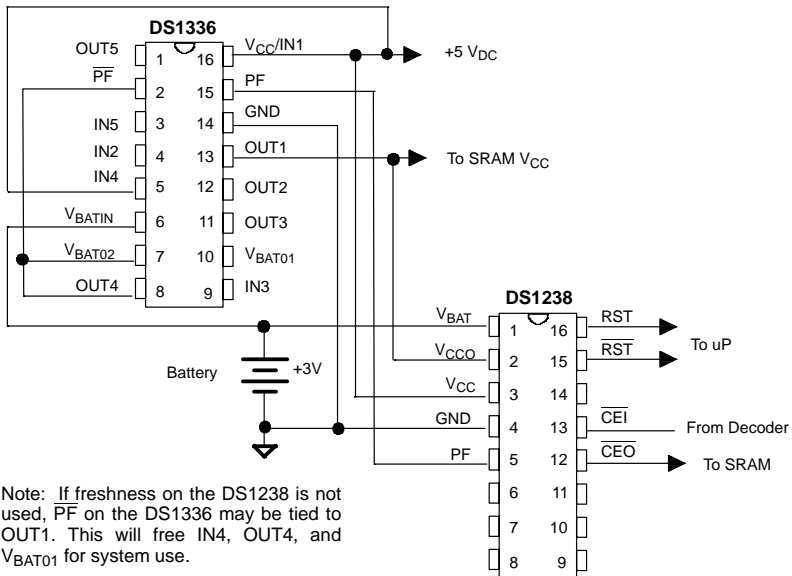 DS1336
OUT5 1 16 VCC/IN1
+5 VDC
PF 2 15 PF
IN5 3 14 GND
IN2 4 13 OUT1
To SRAM VCC
IN4 5 12 OUT2
VBATIN 6 11 OUT3
VBAT02 7 10 VBAT01
OUT4 8 9 IN3
DS1238
VBAT 1 16 RST
To uP
VCCO 2 15 RST
Battery
+3V
VCC 3 14
GND 4 13 CEI
From Decoder
PF 5 12 CEO
To SRAM
6 11
7 10
8 9
Note: If freshness on the DS1238 is not
used, PF on the DS1336 may be tied to
OUT1. This will free IN4, OUT4, and
VBAT01 for system use.